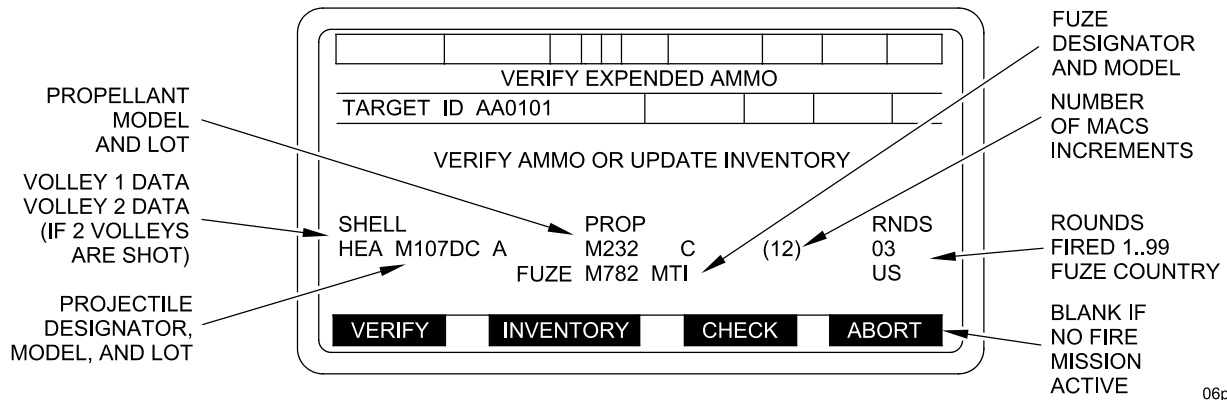 PROPELLANT
MODEL
AND LOT
VOLLEY 1 DATA
VOLLEY 2 DATA
(IF 2 VOLLEYS
ARE SHOT)
PROJECTILE
DESIGNATOR,
MODEL, AND LOT
VERIFY EXPENDED AMMO
TARGET ID AA0101
VERIFY AMMO OR UPDATE INVENTORY
SHELL PROP RNDS
HEA M107DC A M232 C (12) 03
FUZE M782 MTI US
VERIFY INVENTORY CHECK ABORT
FUZE
DESIGNATOR
AND MODEL
NUMBER
OF MACS
INCREMENTS
ROUNDS
FIRED 1..99
FUZE COUNTRY
BLANK IF
NO FIRE
MISSION
ACTIVE
06p